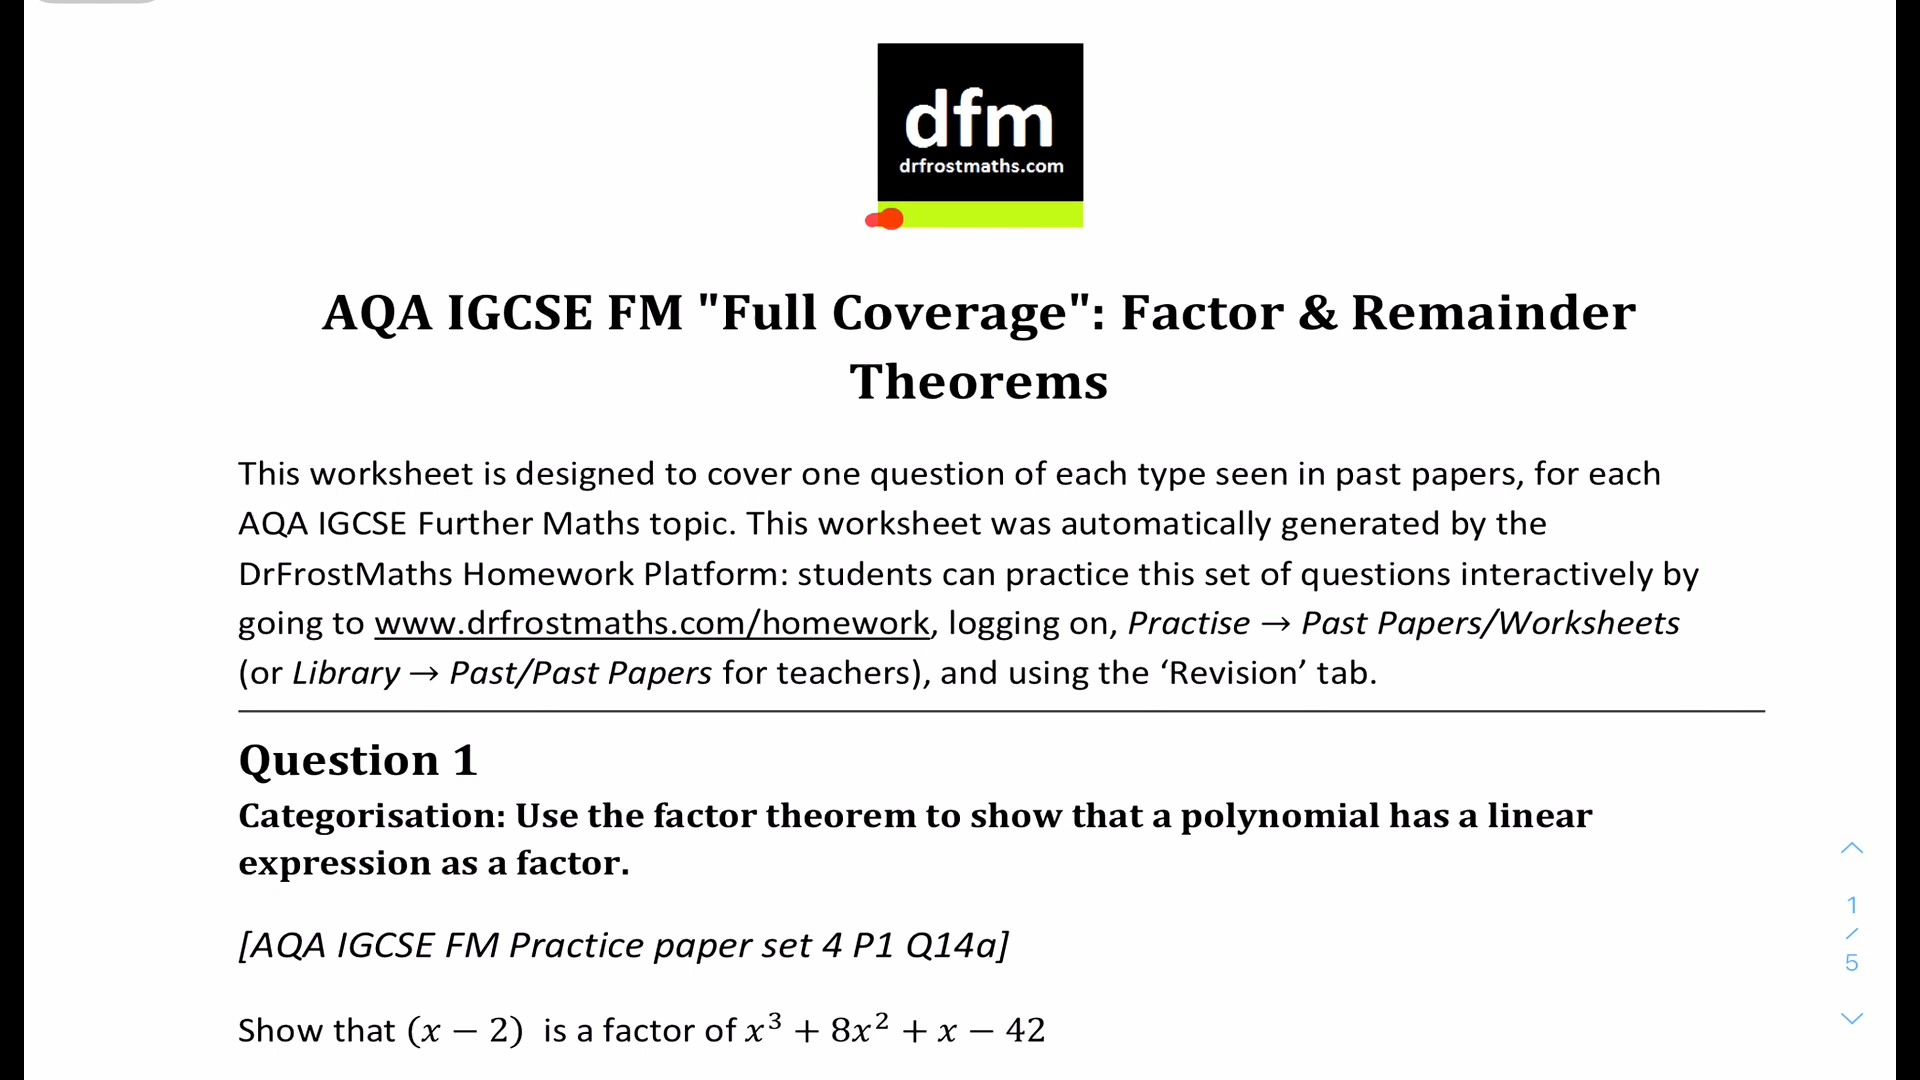 dfm
drfrostmaths.com
AQA IGCSE FM "Full Coverage": Factor & Remainder
Theorems
This worksheet is designed to cover one question of each type seen in past papers, for each
AQA IGCSE Further Maths topic. This worksheet was automatically generated by the
DrFrostMaths Homework Platform: students can practice this set of questions interactively by
going to www.drfrostmaths.com/homework, logging on, Practise → Past Papers/Worksheets
(or Library → Past/Past Papers for teachers), and using the ‘Revision’ tab.
Question 1
Categorisation: Use the factor theorem to show that a polynomial has a linear
expression as a factor.
[AQA IGCSE FM Practice paper set 4 P1 Q14a]
Show that (x − 2) is a factor of x³ + 8x² + x − 42
1
/
5